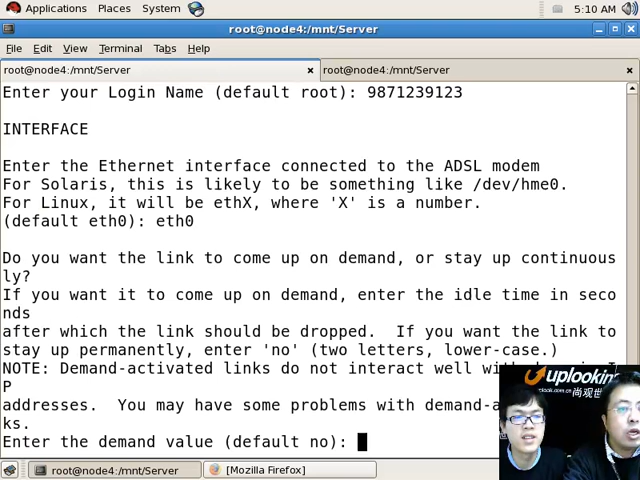 Applications Places System 5:10 AM
root@node4:/mnt/Server
File Edit View Terminal Tabs Help
root@node4:/mnt/Server × root@node4:/mnt/Server ×
Enter your Login Name (default root): 9871239123
INTERFACE
Enter the Ethernet interface connected to the ADSL modem
For Solaris, this is likely to be something like /dev/hme0.
For Linux, it will be ethX, where 'X' is a number.
(default eth0): eth0
Do you want the link to come up on demand, or stay up continuous
ly?
If you want it to come up on demand, enter the idle time in seco
nds
after which the link should be dropped.  If you want the link to
stay up permanently, enter 'no' (two letters, lower-case.)
NOTE: Demand-activated links do not interact well with
P
addresses.  You may have some problems with demand-a
ks.
Enter the demand value (default no):
uplooking
尚观
root@node4:/mnt/Server [Mozilla Firefox]